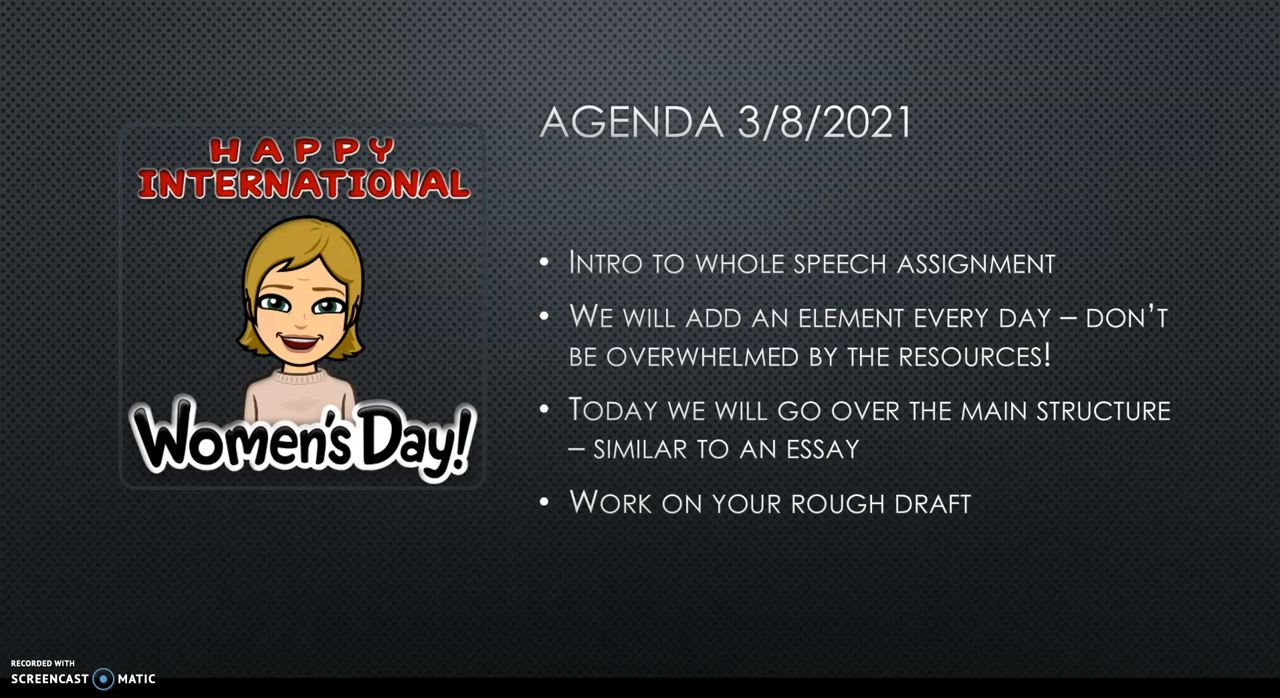 HAPPY
INTERNATIONAL
Women's Day!
AGENDA 3/8/2021
• INTRO TO WHOLE SPEECH ASSIGNMENT
• WE WILL ADD AN ELEMENT EVERY DAY – DON'T
BE OVERWHELMED BY THE RESOURCES!
• TODAY WE WILL GO OVER THE MAIN STRUCTURE
– SIMILAR TO AN ESSAY
• WORK ON YOUR ROUGH DRAFT
RECORDED WITH
SCREENCAST MATIC